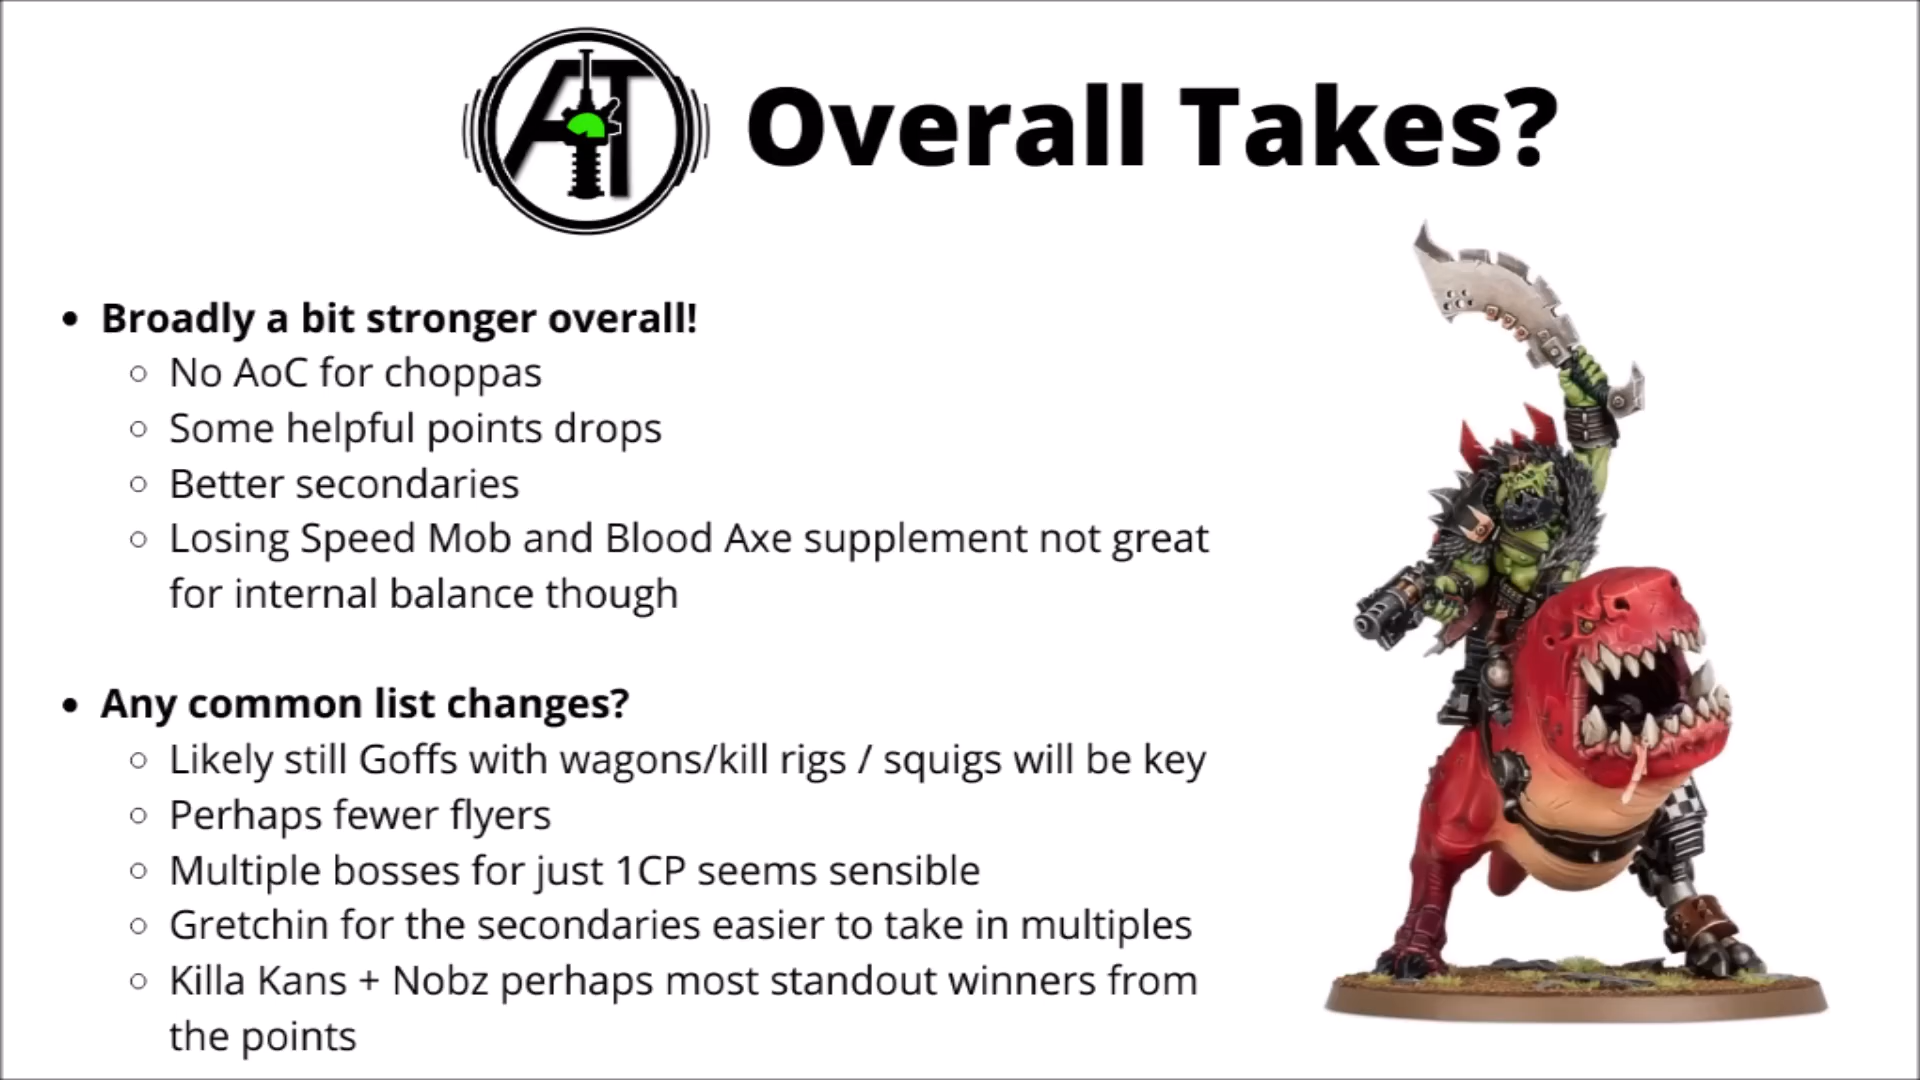 AT
Overall Takes?
• Broadly a bit stronger overall!
○ No AoC for choppas
○ Some helpful points drops
○ Better secondaries
○ Losing Speed Mob and Blood Axe supplement not great
for internal balance though
• Any common list changes?
○ Likely still Goffs with wagons/kill rigs / squigs will be key
○ Perhaps fewer flyers
○ Multiple bosses for just 1CP seems sensible
○ Gretchin for the secondaries easier to take in multiples
○ Killa Kans + Nobz perhaps most standout winners from
the points